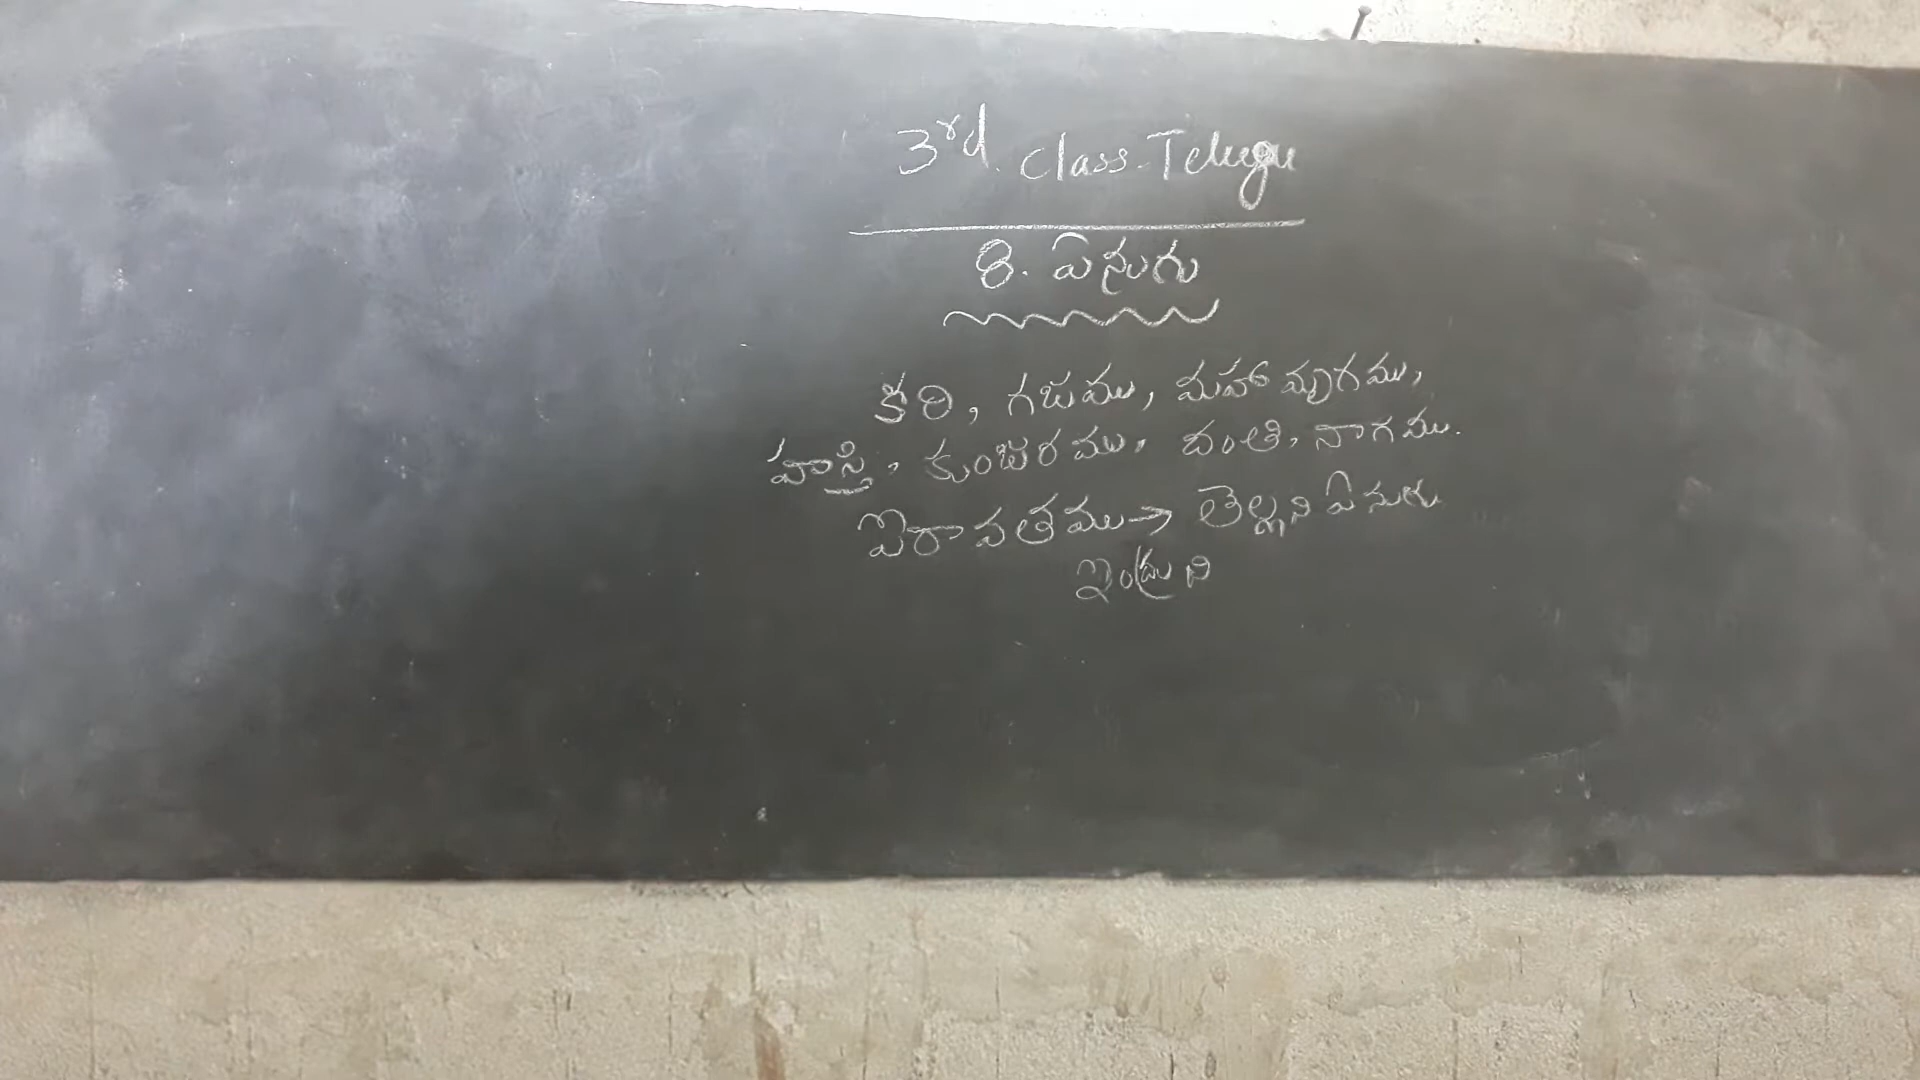 3rd. Class-Telugu
8. ఏనుగు
కరి, గజము, మహామృగము,
హస్తి, కుంజరము, దంతి, నాగము.
ఐరావతము→ తెల్లని ఏనుగు
ఇంద్రుని